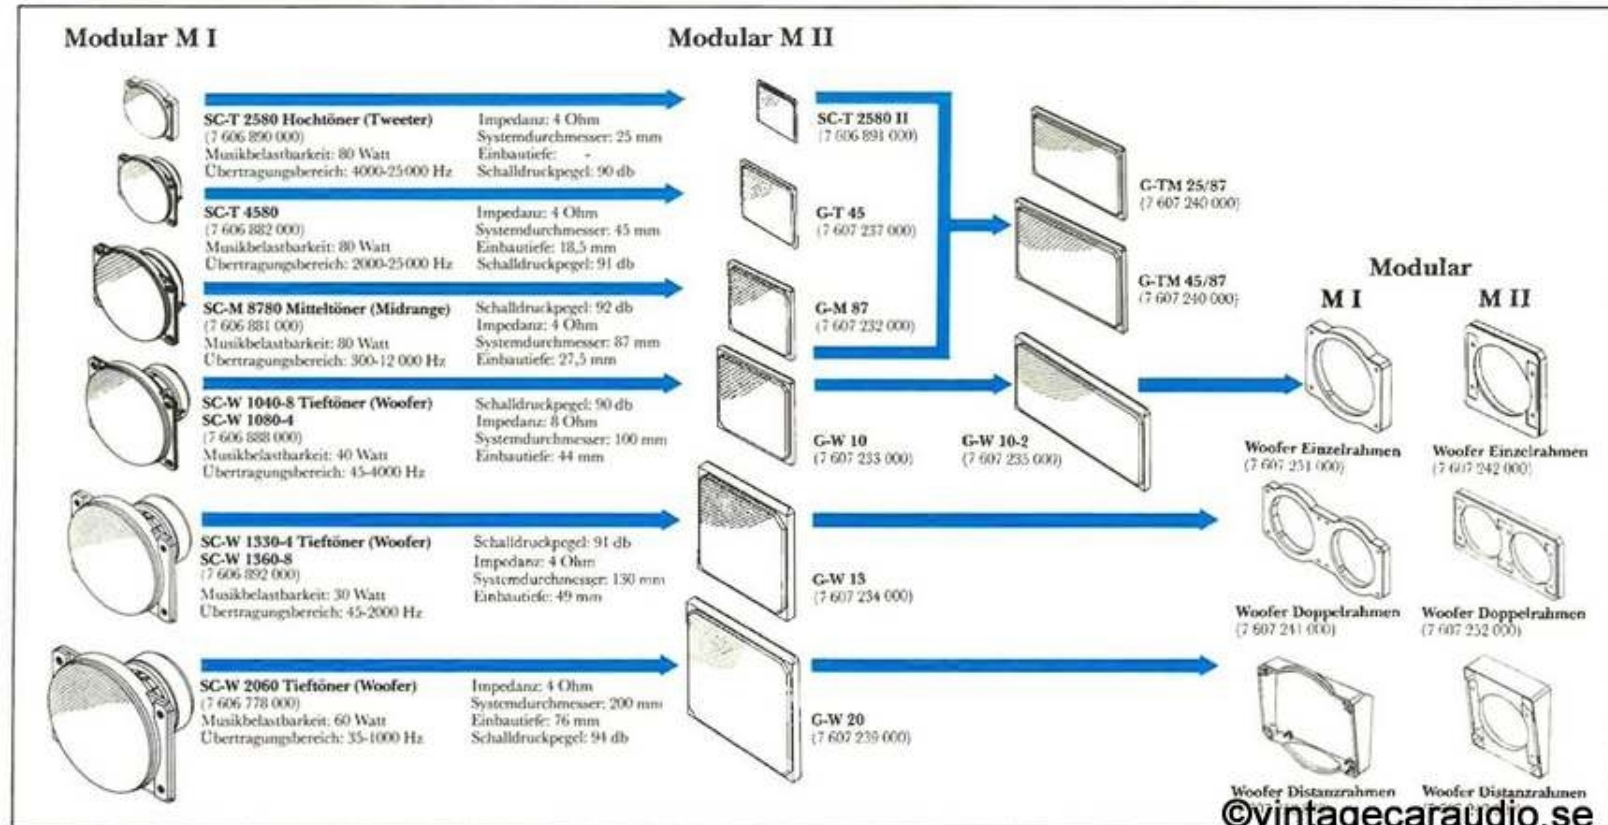 Modular M I
SC-T 2580 Hochtöner (Tweeter)
(7 606 890 000)
Musikbelastbarkeit: 80 Watt
Übertragungsbereich: 4000-25000 Hz
Impedanz: 4 Ohm
Systemdurchmesser: 25 mm
Einbautiefe: -
Schalldruckpegel: 90 db
SC-T 4580
(7 606 882 000)
Musikbelastbarkeit: 80 Watt
Übertragungsbereich: 2000-25000 Hz
Impedanz: 4 Ohm
Systemdurchmesser: 45 mm
Einbautiefe: 18,5 mm
Schalldruckpegel: 91 db
SC-M 8780 Mitteltöner (Midrange)
(7 606 881 000)
Musikbelastbarkeit: 80 Watt
Übertragungsbereich: 300-12 000 Hz
Schalldruckpegel: 92 db
Impedanz: 4 Ohm
Systemdurchmesser: 87 mm
Einbautiefe: 27,5 mm
SC-W 1040-8 Tieftöner (Woofer)
SC-W 1080-4
(7 606 888 000)
Musikbelastbarkeit: 40 Watt
Übertragungsbereich: 45-4000 Hz
Schalldruckpegel: 90 db
Impedanz: 8 Ohm
Systemdurchmesser: 100 mm
Einbautiefe: 44 mm
SC-W 1330-4 Tieftöner (Woofer)
SC-W 1360-8
(7 606 892 000)
Musikbelastbarkeit: 30 Watt
Übertragungsbereich: 45-2000 Hz
Schalldruckpegel: 91 db
Impedanz: 4 Ohm
Systemdurchmesser: 130 mm
Einbautiefe: 49 mm
SC-W 2060 Tieftöner (Woofer)
(7 606 778 000)
Musikbelastbarkeit: 60 Watt
Übertragungsbereich: 35-1000 Hz
Impedanz: 4 Ohm
Systemdurchmesser: 200 mm
Einbautiefe: 76 mm
Schalldruckpegel: 94 db
Modular M II
SC-T 2580 II
(7 606 891 000)
G-T 45
(7 607 237 000)
G-M 87
(7 607 232 000)
G-W 10
(7 607 233 000)
G-W 13
(7 607 234 000)
G-W 20
(7 607 239 000)
G-TM 25/87
(7 607 240 000)
G-TM 45/87
(7 607 240 000)
G-W 10-2
(7 607 235 000)
Modular
M I
M II
Woofer Einzelrahmen
(7 607 251 000)
Woofer Einzelrahmen
(7 607 242 000)
Woofer Doppelrahmen
(7 607 241 000)
Woofer Doppelrahmen
(7 607 252 000)
Woofer Distanzrahmen
Woofer Distanzrahmen
©vintagecaraudio.se